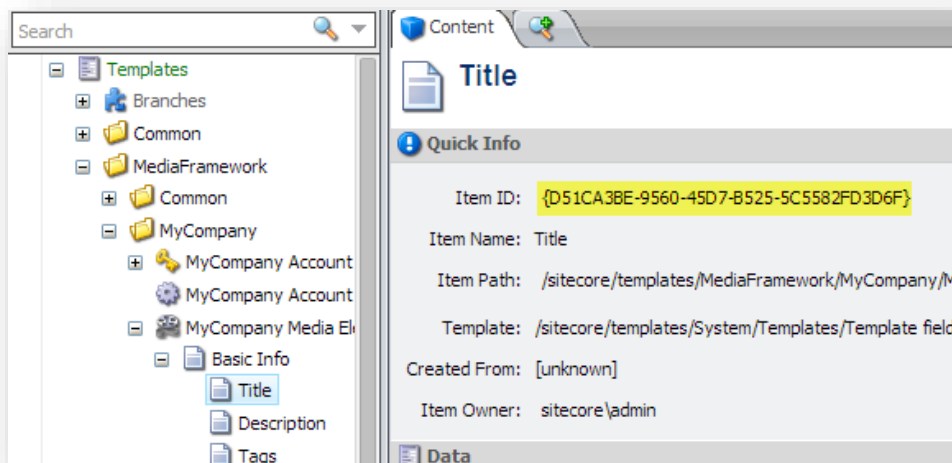 Search
Templates
Branches
Common
MediaFramework
Common
MyCompany
MyCompany Account
MyCompany Account
MyCompany Media
Basic Info
Title
Description
Tags
Content
Title
Quick Info
Item ID: {D51CA3BE-9560-45D7-B525-5C5582FD3D6F}
Item Name: Title
Item Path: /sitecore/templates/MediaFramework/MyCompany/
Template: /sitecore/templates/System/Templates/Template field
Created From: [unknown]
Item Owner: sitecore\admin
Data